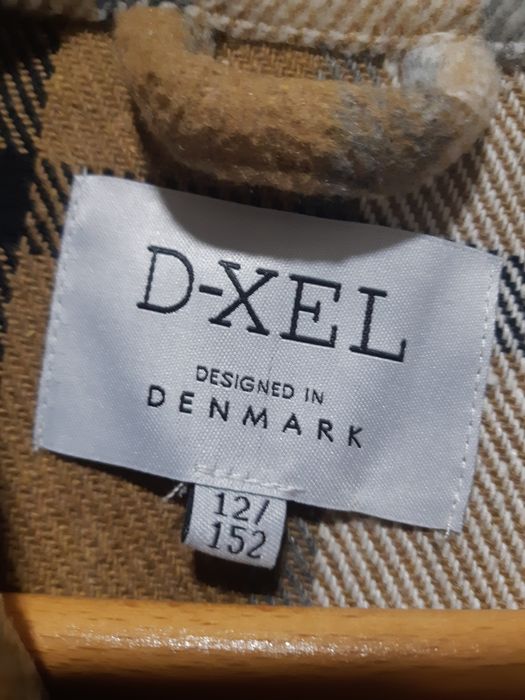 D-XEL
DESIGNED IN
DENMARK
12/
152